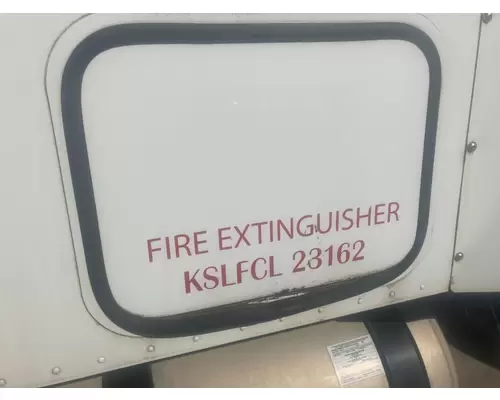 FIRE EXTINGUISHER
KSLFCL 23162